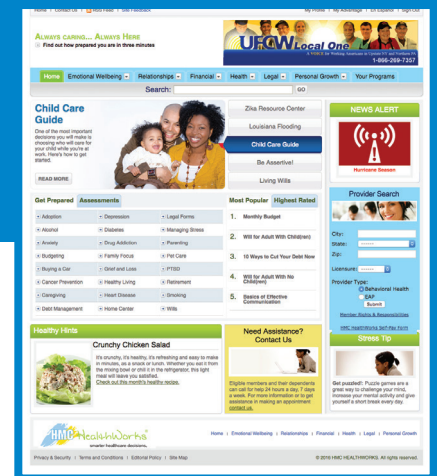 Home | Contact Us | RSS Feed | Site Feedback
My Profile | My Advantage | En Español | Sign Out
ALWAYS CARING... ALWAYS HERE
Find out how prepared you are in three minutes
UFCW Local One
1-866-269-7357
Home Emotional Wellbeing Relationships Financial Health Legal Personal Growth Your Programs
Search: GO
Child Care
Guide
One of the most important
decisions you will make is
choosing who will care for
your child while you're at
work. Here's how to get
started.
READ MORE
Zika Resource Center
Louisiana Flooding
Child Care Guide
Be Assertive!
Living Wills
NEWS ALERT
Hurricane Season
Get Prepared Assessments
Adoption Depression Legal Forms
Alcohol Diabetes Managing Stress
Anxiety Drug Addiction Parenting
Budgeting Family Focus Pet Care
Buying a Car Grief and Loss PTSD
Cancer Prevention Healthy Living Retirement
Caregiving Heart Disease Smoking
Debt Management Home Center Wills
Most Popular Highest Rated
1. Monthly Budget
2. Will for Adult With Child(ren)
3. 10 Ways to Cut Your Debt Now
4. Will for Adult With No
Child(ren)
5. Basics of Effective
Communication
Provider Search
City:
State:
Zip:
Licensure:
Provider Type:
Behavioral Health
EAP
Submit
Member Rights & Responsibilities
HMC HealthWorks Self-Pay Form
Healthy Hints
Crunchy Chicken Salad
It's crunchy, it's healthy, it's refreshing and easy to make
in minutes, as a snack or lunch. Whether you eat it from
the mixing bowl or chill it in the refrigerator, this light
meal will leave you satisfied.
Check out this month's healthy recipe.
Need Assistance?
Contact Us
Eligible members and their dependents
can call for help 24 hours a day, 7 days
a week. For more information or to get
assistance in making an appointment
contact us.
Stress Tip
Get puzzled! Puzzle games are a
great way to challenge your mind,
increase your mental activity and give
yourself a short break every day.
HMC HealthWorks
smarter healthcare decisions.
Home | Emotional Wellbeing | Relationships | Financial | Health | Legal | Personal Growth
Privacy & Security | Terms and Conditions | Editorial Policy | Site Map
© 2016 HMC HEALTHWORKS. All rights reserved.